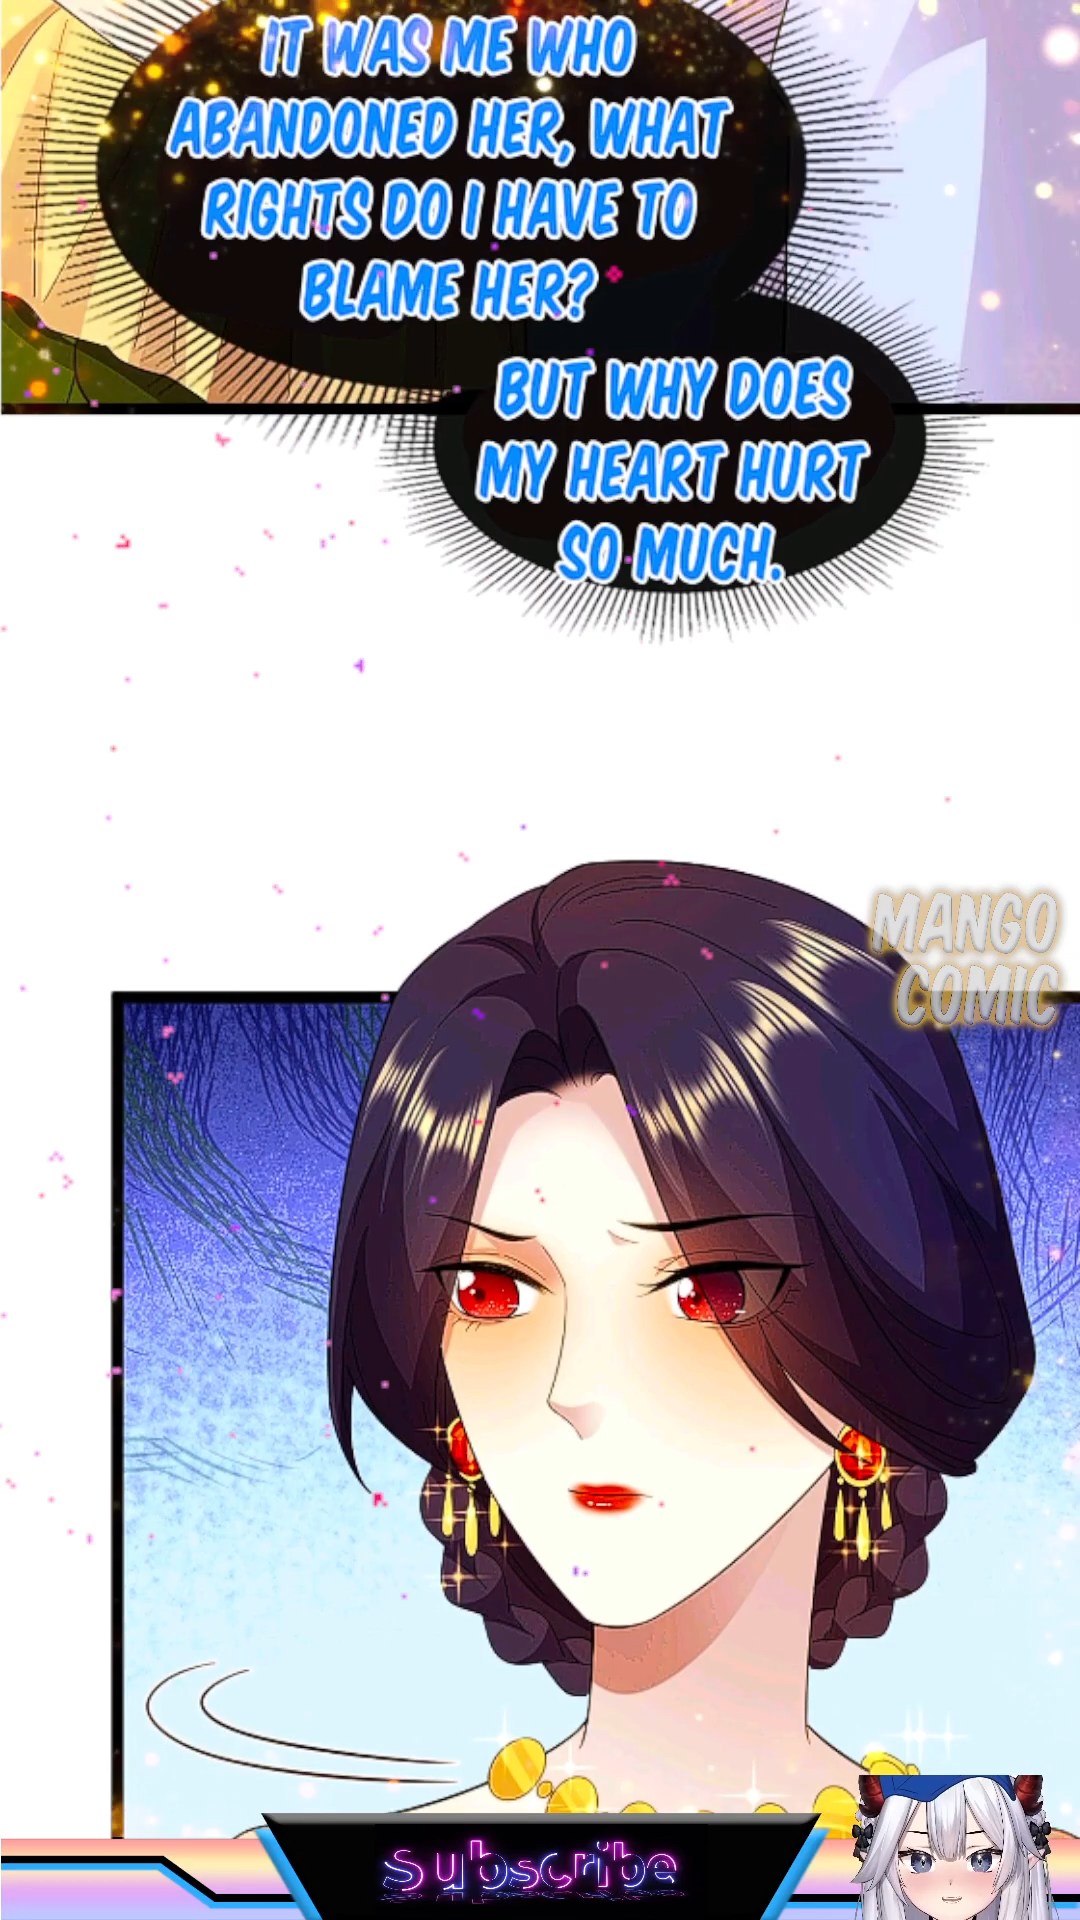 IT WAS ME WHO
ABANDONED HER, WHAT
RIGHTS DO I HAVE TO
BLAME HER?
BUT WHY DOES
MY HEART HURT
SO MUCH.
MANGO
COMIC
Subscribe